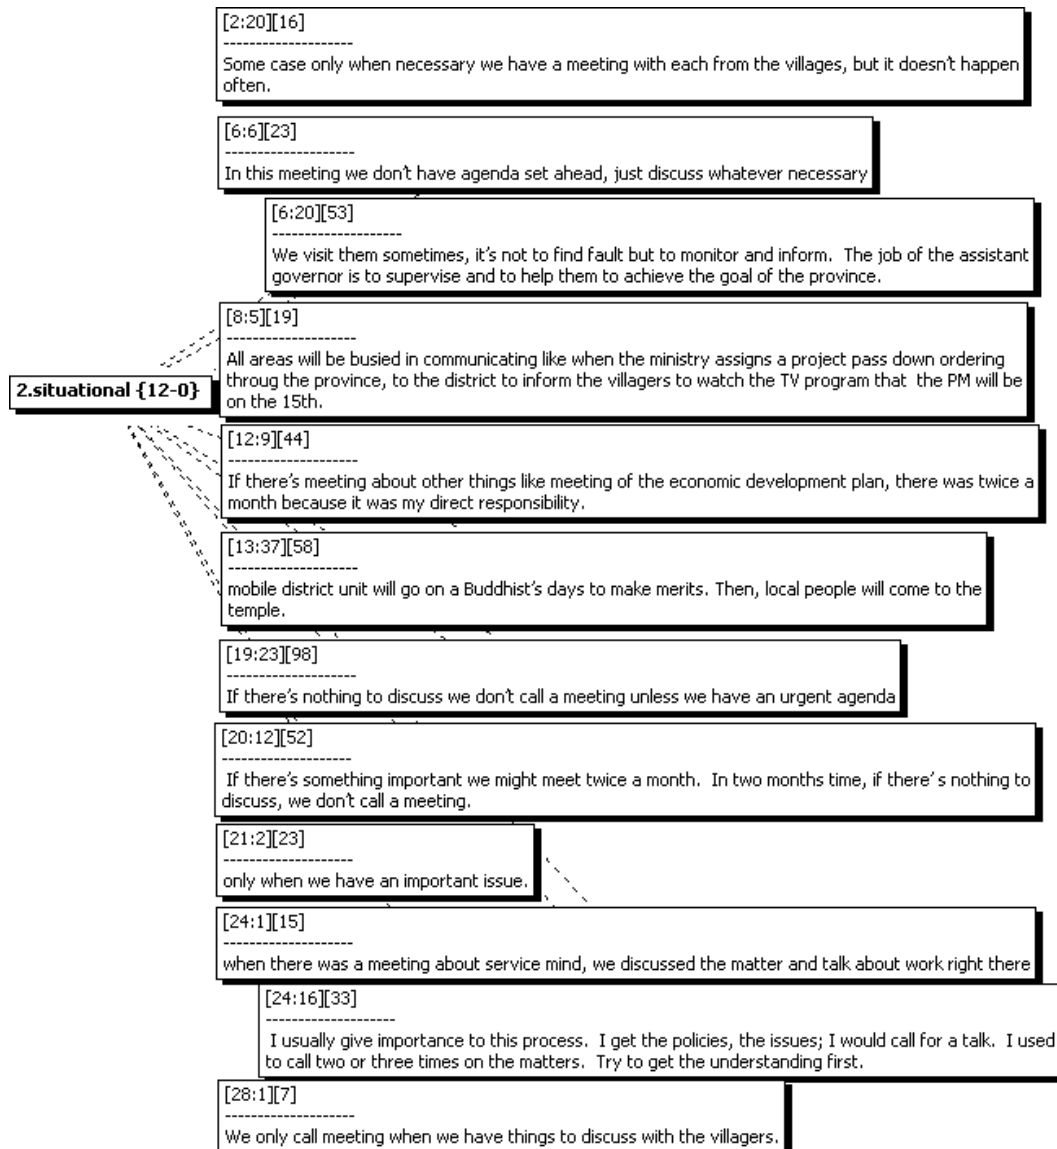 [2:20][16]
--------------------
Some case only when necessary we have a meeting with each from the villages, but it doesn't happen
often.
[6:6][23]
--------------------
In this meeting we don't have agenda set ahead, just discuss whatever necessary
[6:20][53]
--------------------
We visit them sometimes, it's not to find fault but to monitor and inform.  The job of the assistant
governor is to supervise and to help them to achieve the goal of the province.
[8:5][19]
--------------------
All areas will be busied in communicating like when the ministry assigns a project pass down ordering
throug the province, to the district to inform the villagers to watch the TV program that  the PM will be
on the 15th.
2.situational {12-0}
[12:9][44]
--------------------
If there's meeting about other things like meeting of the economic development plan, there was twice a
month because it was my direct responsibility.
[13:37][58]
--------------------
mobile district unit will go on a Buddhist's days to make merits. Then, local people will come to the
temple.
[19:23][98]
--------------------
If there's nothing to discuss we don't call a meeting unless we have an urgent agenda
[20:12][52]
--------------------
If there's something important we might meet twice a month.  In two months time, if there' s nothing to
discuss, we don't call a meeting.
[21:2][23]
--------------------
only when we have an important issue.
[24:1][15]
--------------------
when there was a meeting about service mind, we discussed the matter and talk about work right there
[24:16][33]
--------------------
I usually give importance to this process.  I get the policies, the issues; I would call for a talk.  I used
to call two or three times on the matters.  Try to get the understanding first.
[28:1][7]
--------------------
We only call meeting when we have things to discuss with the villagers.